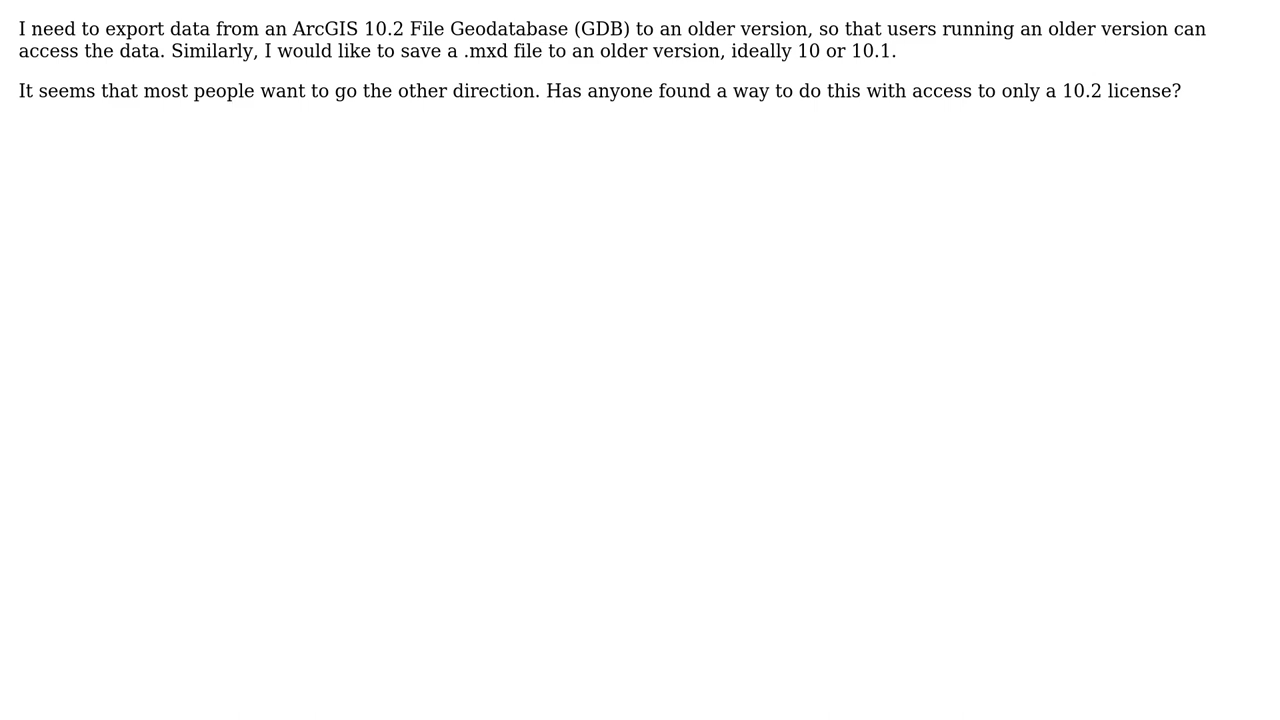 I need to export data from an ArcGIS 10.2 File Geodatabase (GDB) to an older version, so that users running an older version can
access the data. Similarly, I would like to save a .mxd file to an older version, ideally 10 or 10.1.
It seems that most people want to go the other direction. Has anyone found a way to do this with access to only a 10.2 license?